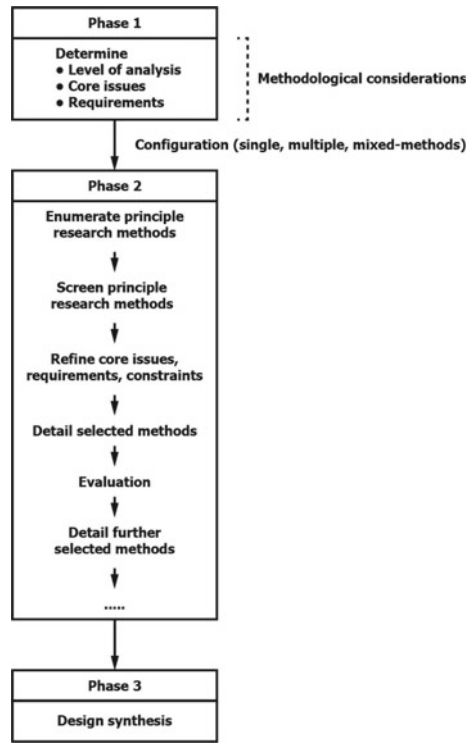 Phase 1
Determine
● Level of analysis
● Core issues
● Requirements
Methodological considerations
Configuration (single, multiple, mixed-methods)
Phase 2
Enumerate principle
research methods
Screen principle
research methods
Refine core issues,
requirements, constraints
Detail selected methods
Evaluation
Detail further
selected methods
.....
Phase 3
Design synthesis